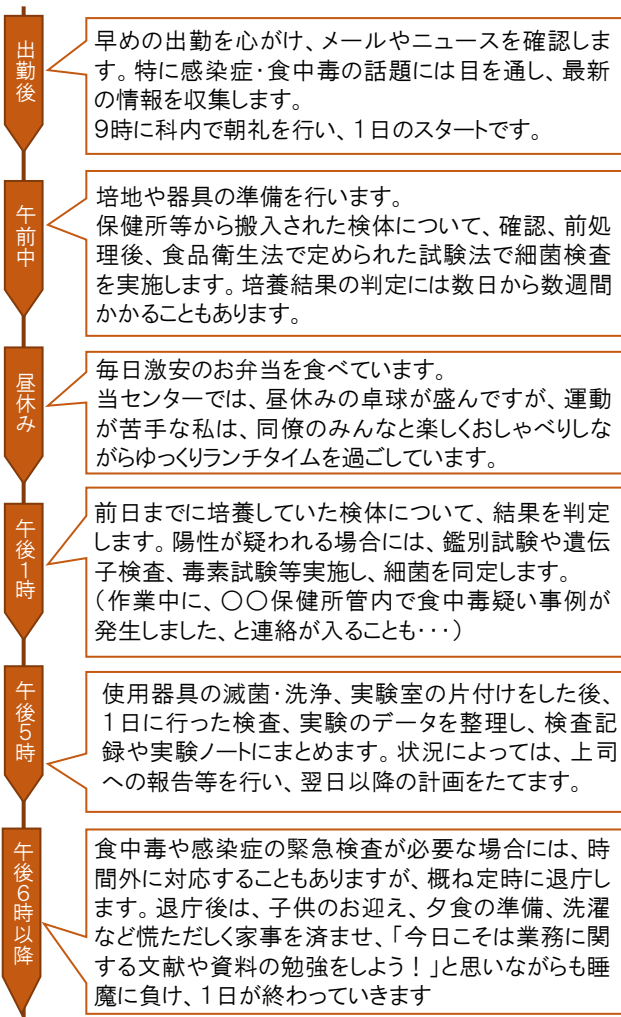 出勤後
早めの出勤を心がけ、メールやニュースを確認しま
す。特に感染症・食中毒の話題には目を通し、最新
の情報を収集します。
9時に科内で朝礼を行い、1日のスタートです。
午前中
培地や器具の準備を行います。
保健所等から搬入された検体について、確認、前処
理後、食品衛生法で定められた試験法で細菌検査
を実施します。培養結果の判定には数日から数週間
かかることもあります。
昼休み
毎日激安のお弁当を食べています。
当センターでは、昼休みの卓球が盛んですが、運動
が苦手な私は、同僚のみんなと楽しくおしゃべりしな
がらゆっくりランチタイムを過ごしています。
午後1時
前日までに培養していた検体について、結果を判定
します。陽性が疑われる場合には、鑑別試験や遺伝
子検査、毒素試験等実施し、細菌を同定します。
（作業中に、○○保健所管内で食中毒疑い事例が
発生しました、と連絡が入ることも・・・）
午後5時
使用器具の滅菌・洗浄、実験室の片付けをした後、
1日に行った検査、実験のデータを整理し、検査記
録や実験ノートにまとめます。状況によっては、上司
への報告等を行い、翌日以降の計画をたてます。
午後6時以降
食中毒や感染症の緊急検査が必要な場合には、時
間外に対応することもありますが、概ね定時に退庁し
ます。退庁後は、子供のお迎え、夕食の準備、洗濯
など慌ただしく家事を済ませ、「今日こそは業務に関
する文献や資料の勉強をしよう！」と思いながらも睡
魔に負け、1日が終わっていきます